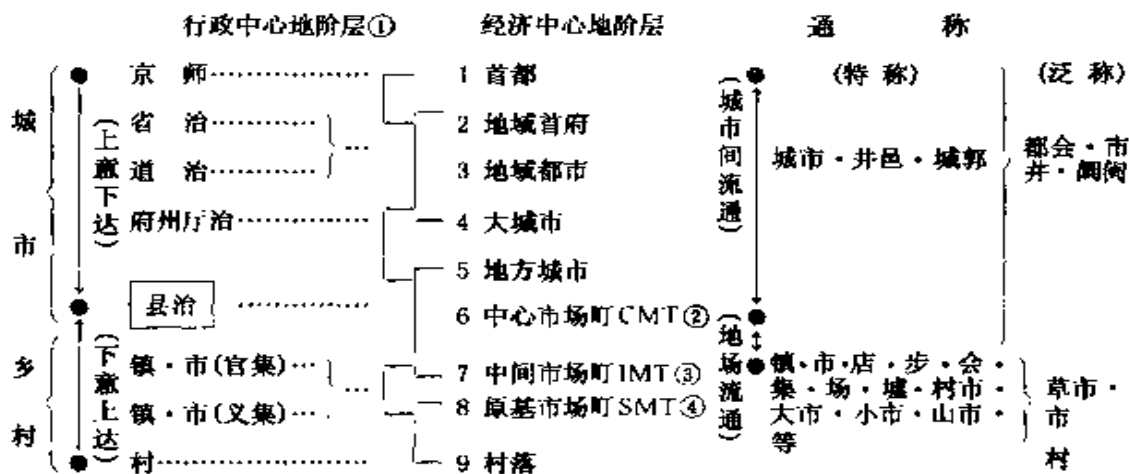 行政中心地阶层① 经济中心地阶层 通称
京师 1 首都 (特称) (泛称)
省治 2 地域首府
道治 3 地域都市 城市·井邑·城郭 都会·市
井·阛阓
府州厅治 4 大城市
5 地方城市
县治 6 中心市场町CMT②
镇·市(官集) 7 中间市场町IMT③ 镇·市·店·步·会·
集·场·墟·村市·
镇·市(义集) 8 原基市场町SMT④ 大市·小市·山市·
等
草市·
市
村 9 村落 村
城市
乡村
(上意下达)
(下意上达)
(城市间流通)
(地场流通)